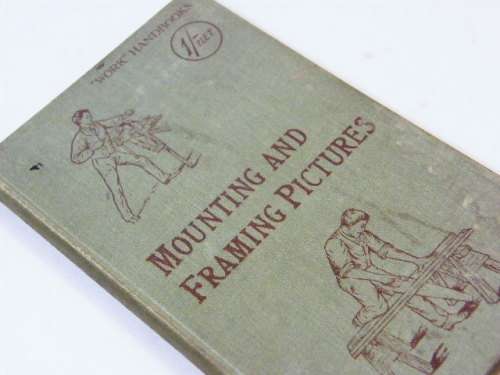 "WORK" HANDBOOKS
1/- NET
MOUNTING AND
FRAMING PICTURES